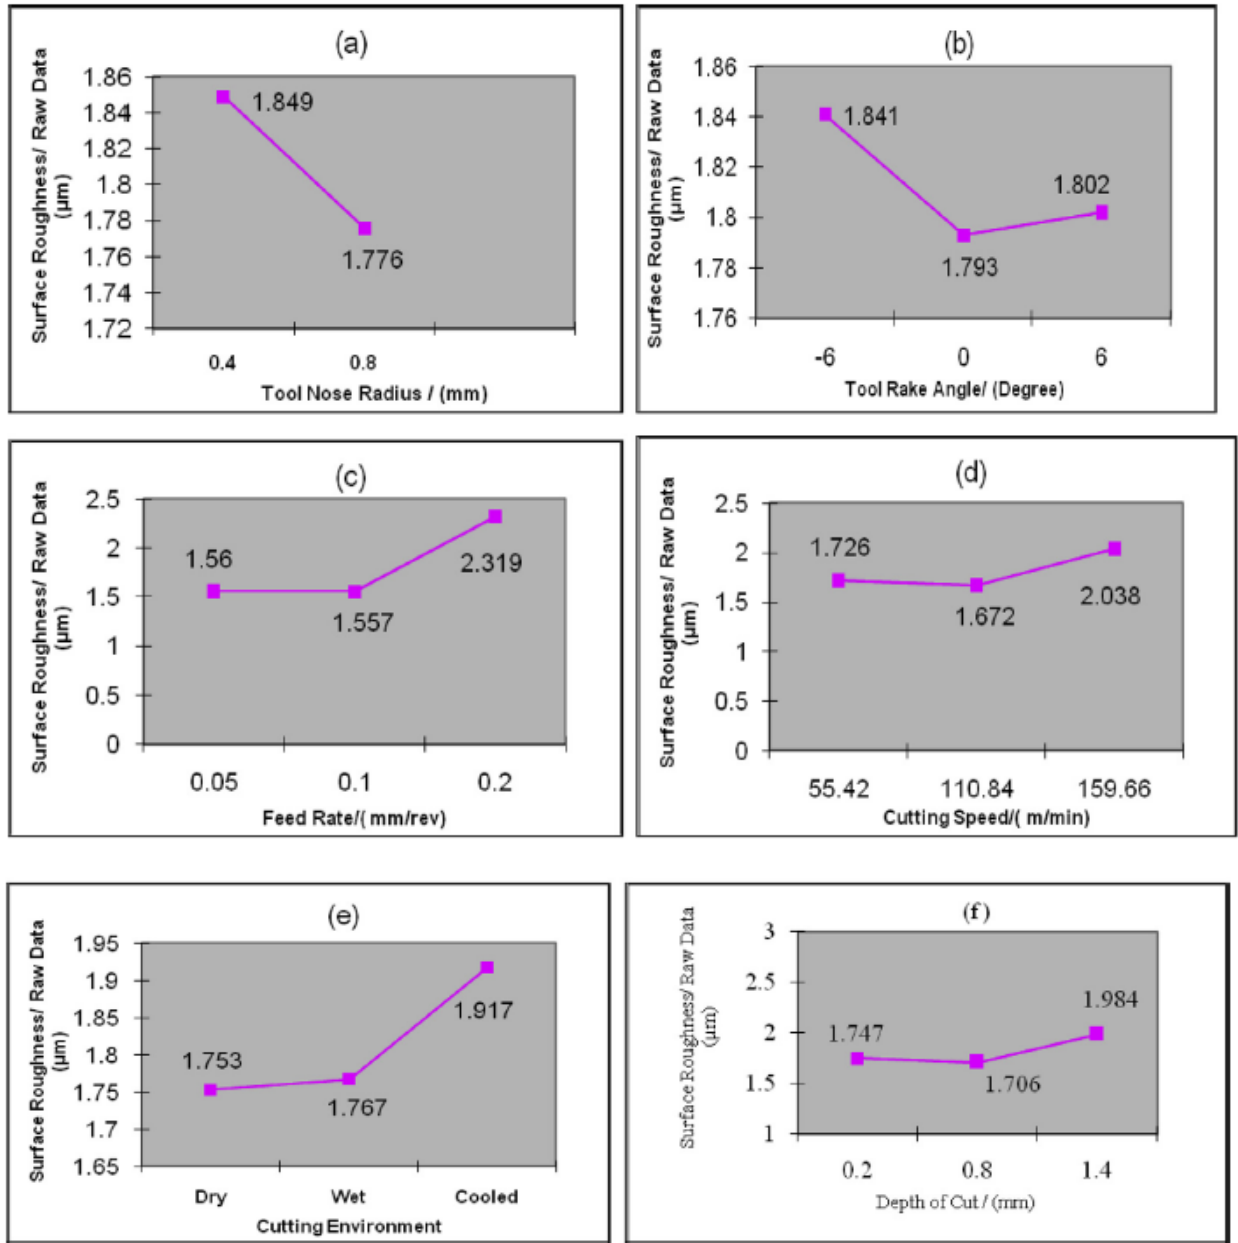 (a)
Surface Roughness/ Raw Data
(µm)
1.86
1.84
1.82
1.8
1.78
1.76
1.74
1.72
1.849
1.776
0.4 0.8
Tool Nose Radius / (mm)
(b)
Surface Roughness/ Raw Data
(µm)
1.86
1.84
1.82
1.8
1.78
1.76
1.841
1.802
1.793
-6 0 6
Tool Rake Angle/ (Degree)
(c)
Surface Roughness/ Raw Data
(µm)
2.5
2
1.5
1
0.5
0
1.56
2.319
1.557
0.05 0.1 0.2
Feed Rate/( mm/rev)
(d)
Surface Roughness/ Raw Data
(µm)
2.5
2
1.5
1
0.5
0
1.726
2.038
1.672
55.42 110.84 159.66
Cutting Speed/( m/min)
(e)
Surface Roughness/ Raw Data
(µm)
1.95
1.9
1.85
1.8
1.75
1.7
1.65
1.917
1.753
1.767
Dry Wet Cooled
Cutting Environment
(f)
Surface Roughness/ Raw Data
(µm)
3
2.5
2
1.5
1
1.984
1.747
1.706
0.2 0.8 1.4
Depth of Cut / (mm)